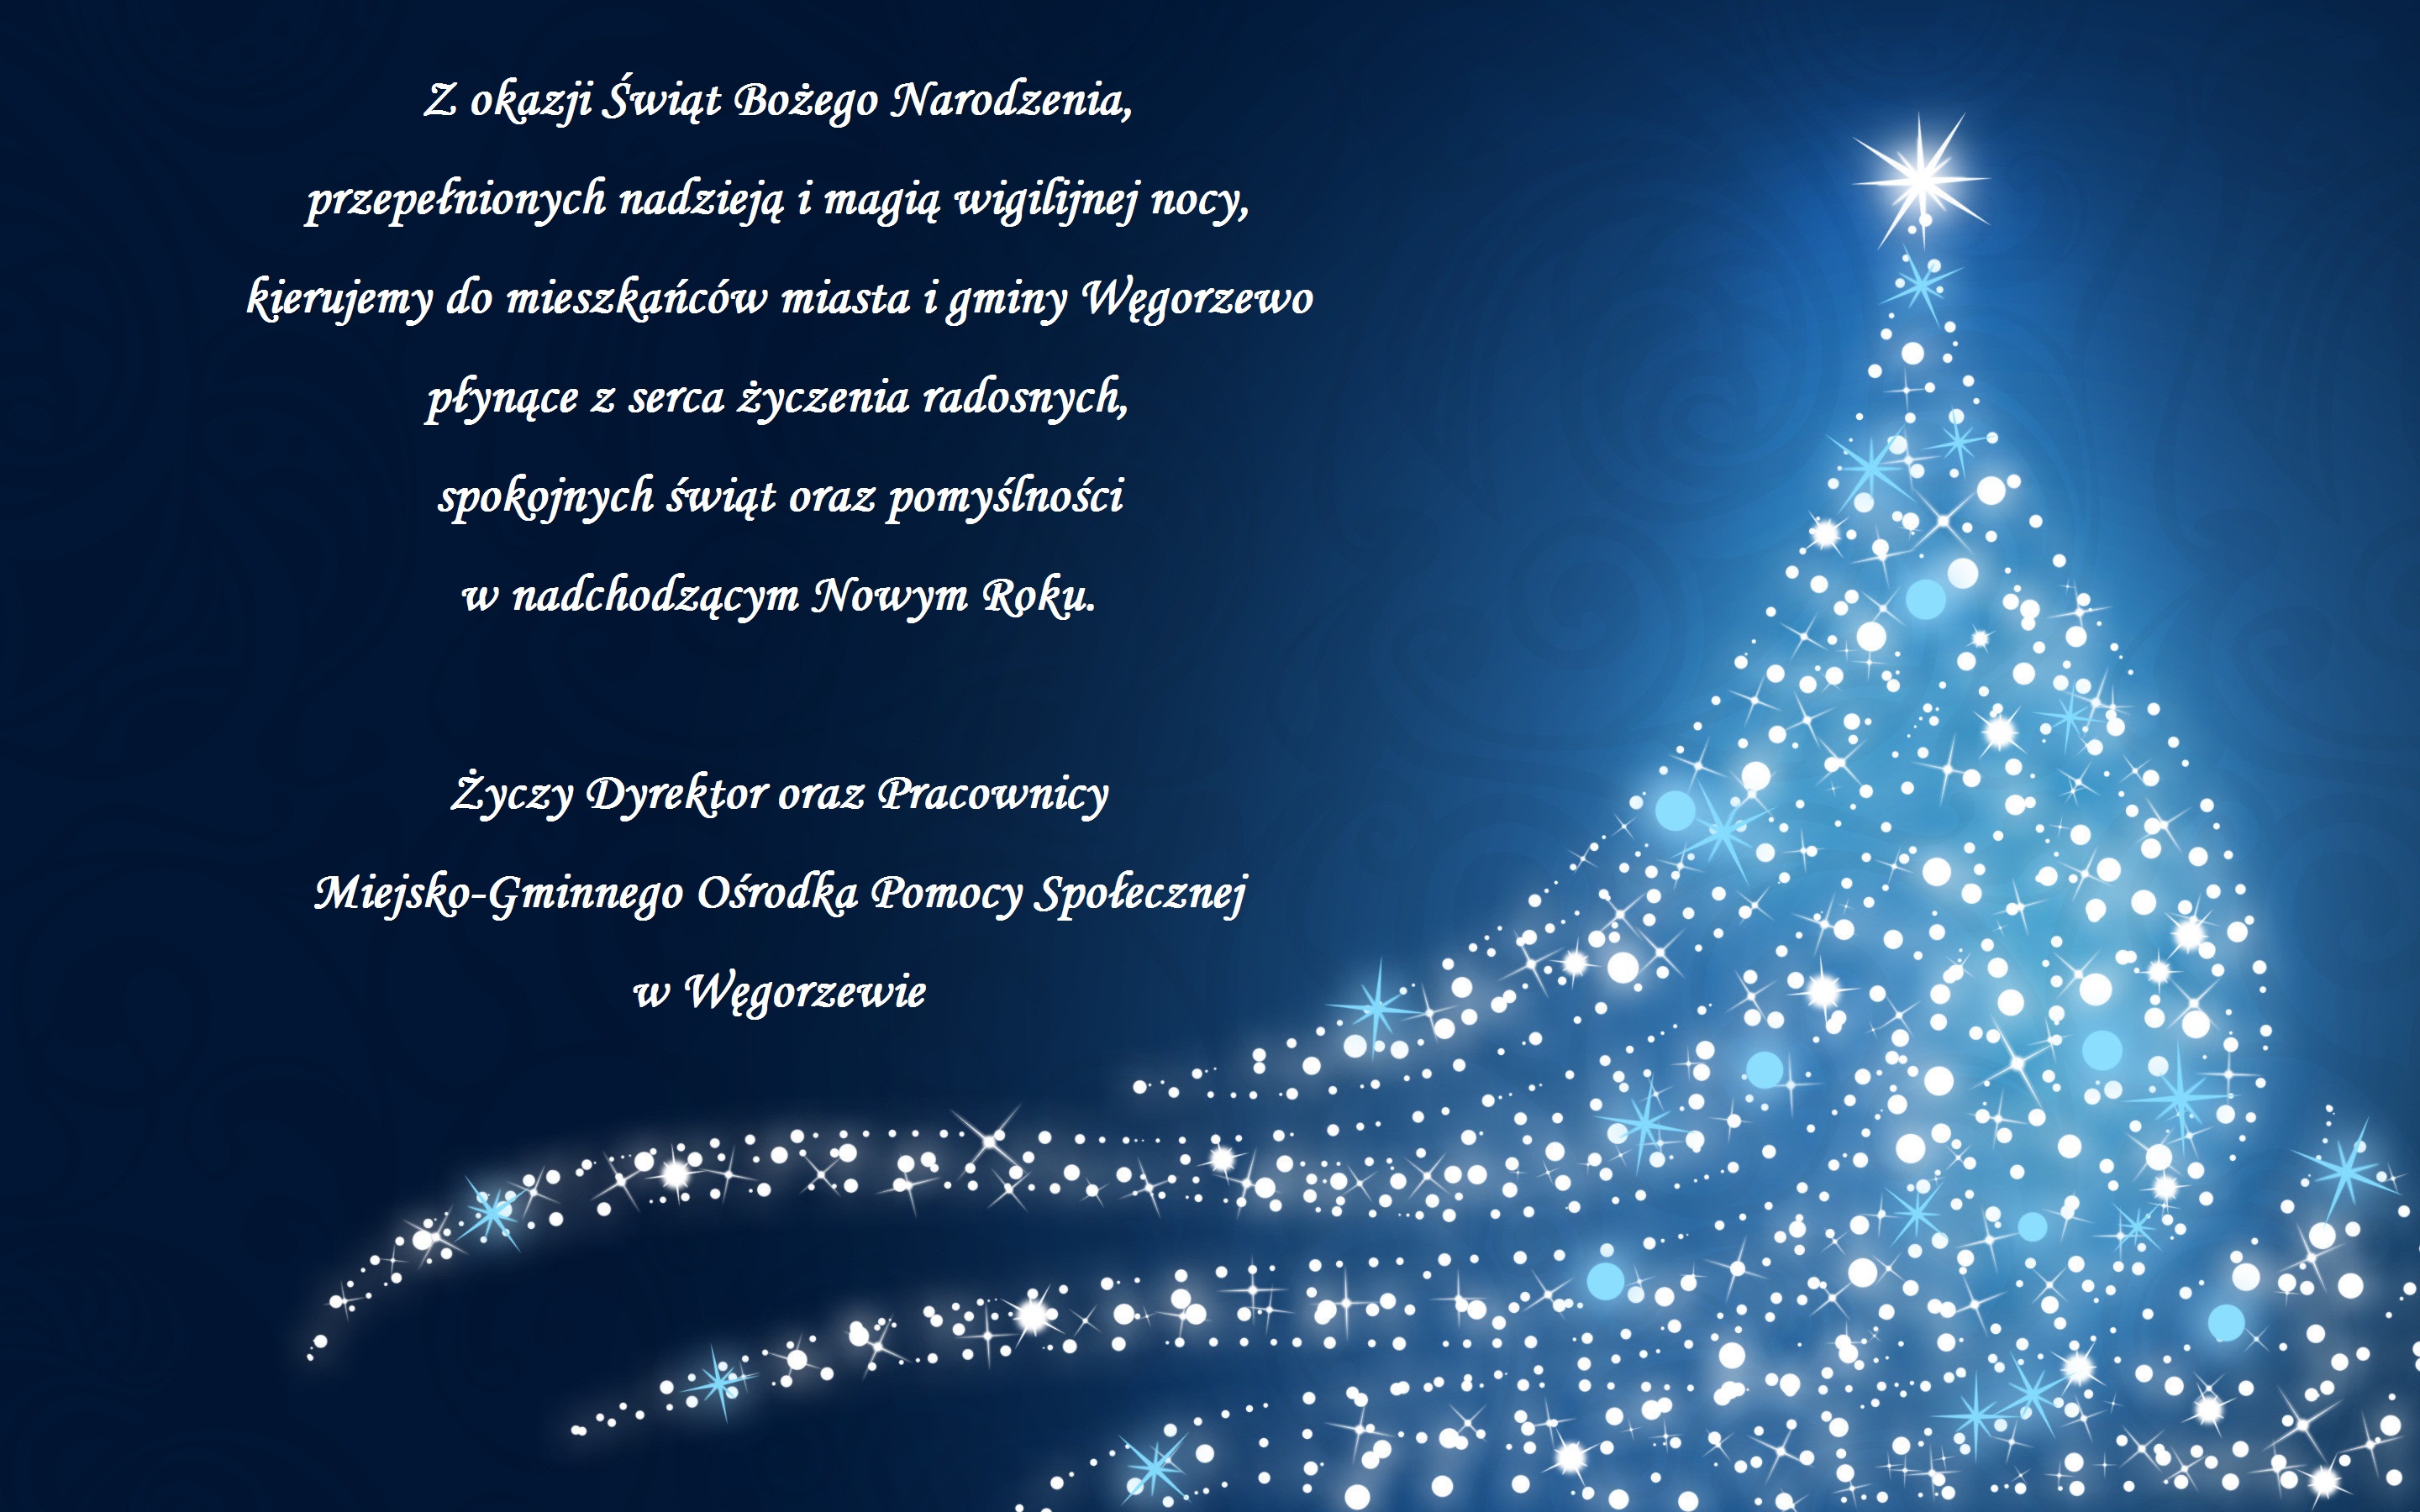 Z okazji Świąt Bożego Narodzenia,
przepełnionych nadzieją i magią wigilijnej nocy,
kierujemy do mieszkańców miasta i gminy Węgorzewo
płynące z serca życzenia radosnych,
spokojnych świąt oraz pomyślności
w nadchodzącym Nowym Roku.
Życzy Dyrektor oraz Pracownicy
Miejsko-Gminnego Ośrodka Pomocy Społecznej
w Węgorzewie